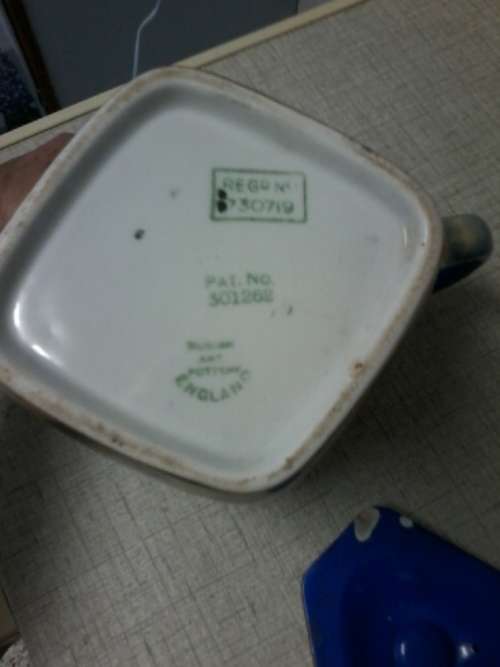 REGD No
730719
PAT. No.
301262
ART
POTTERY
ENGLAND